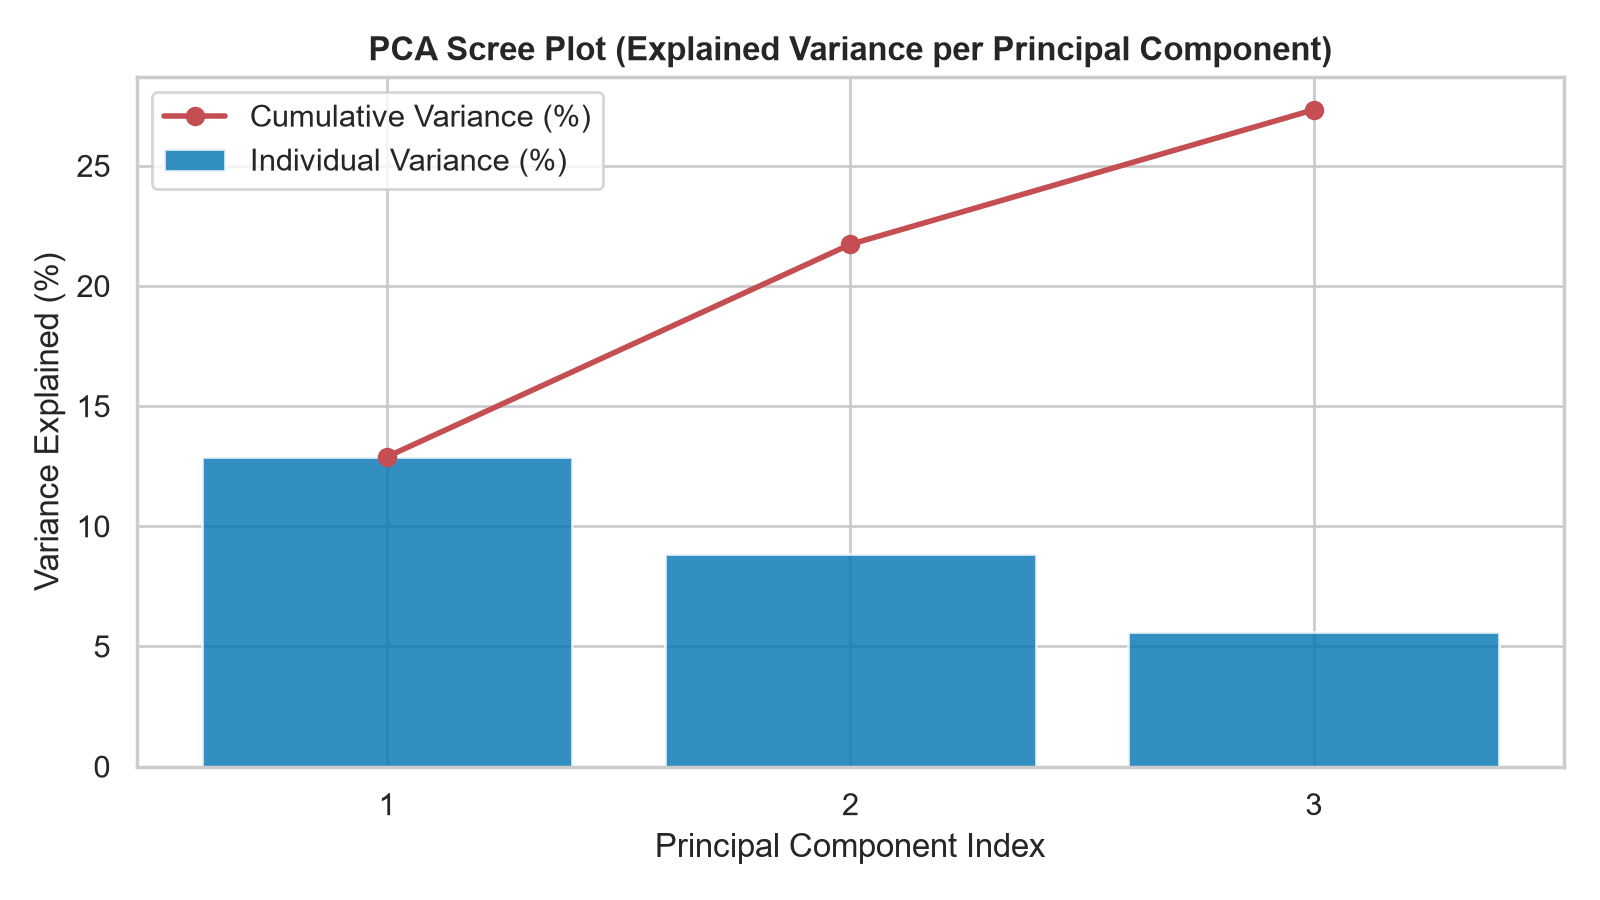 PCA Scree Plot (Explained Variance per Principal Component)
Cumulative Variance (%)
Individual Variance (%)
Variance Explained (%)
25
20
15
10
5
0
1
2
3
Principal Component Index